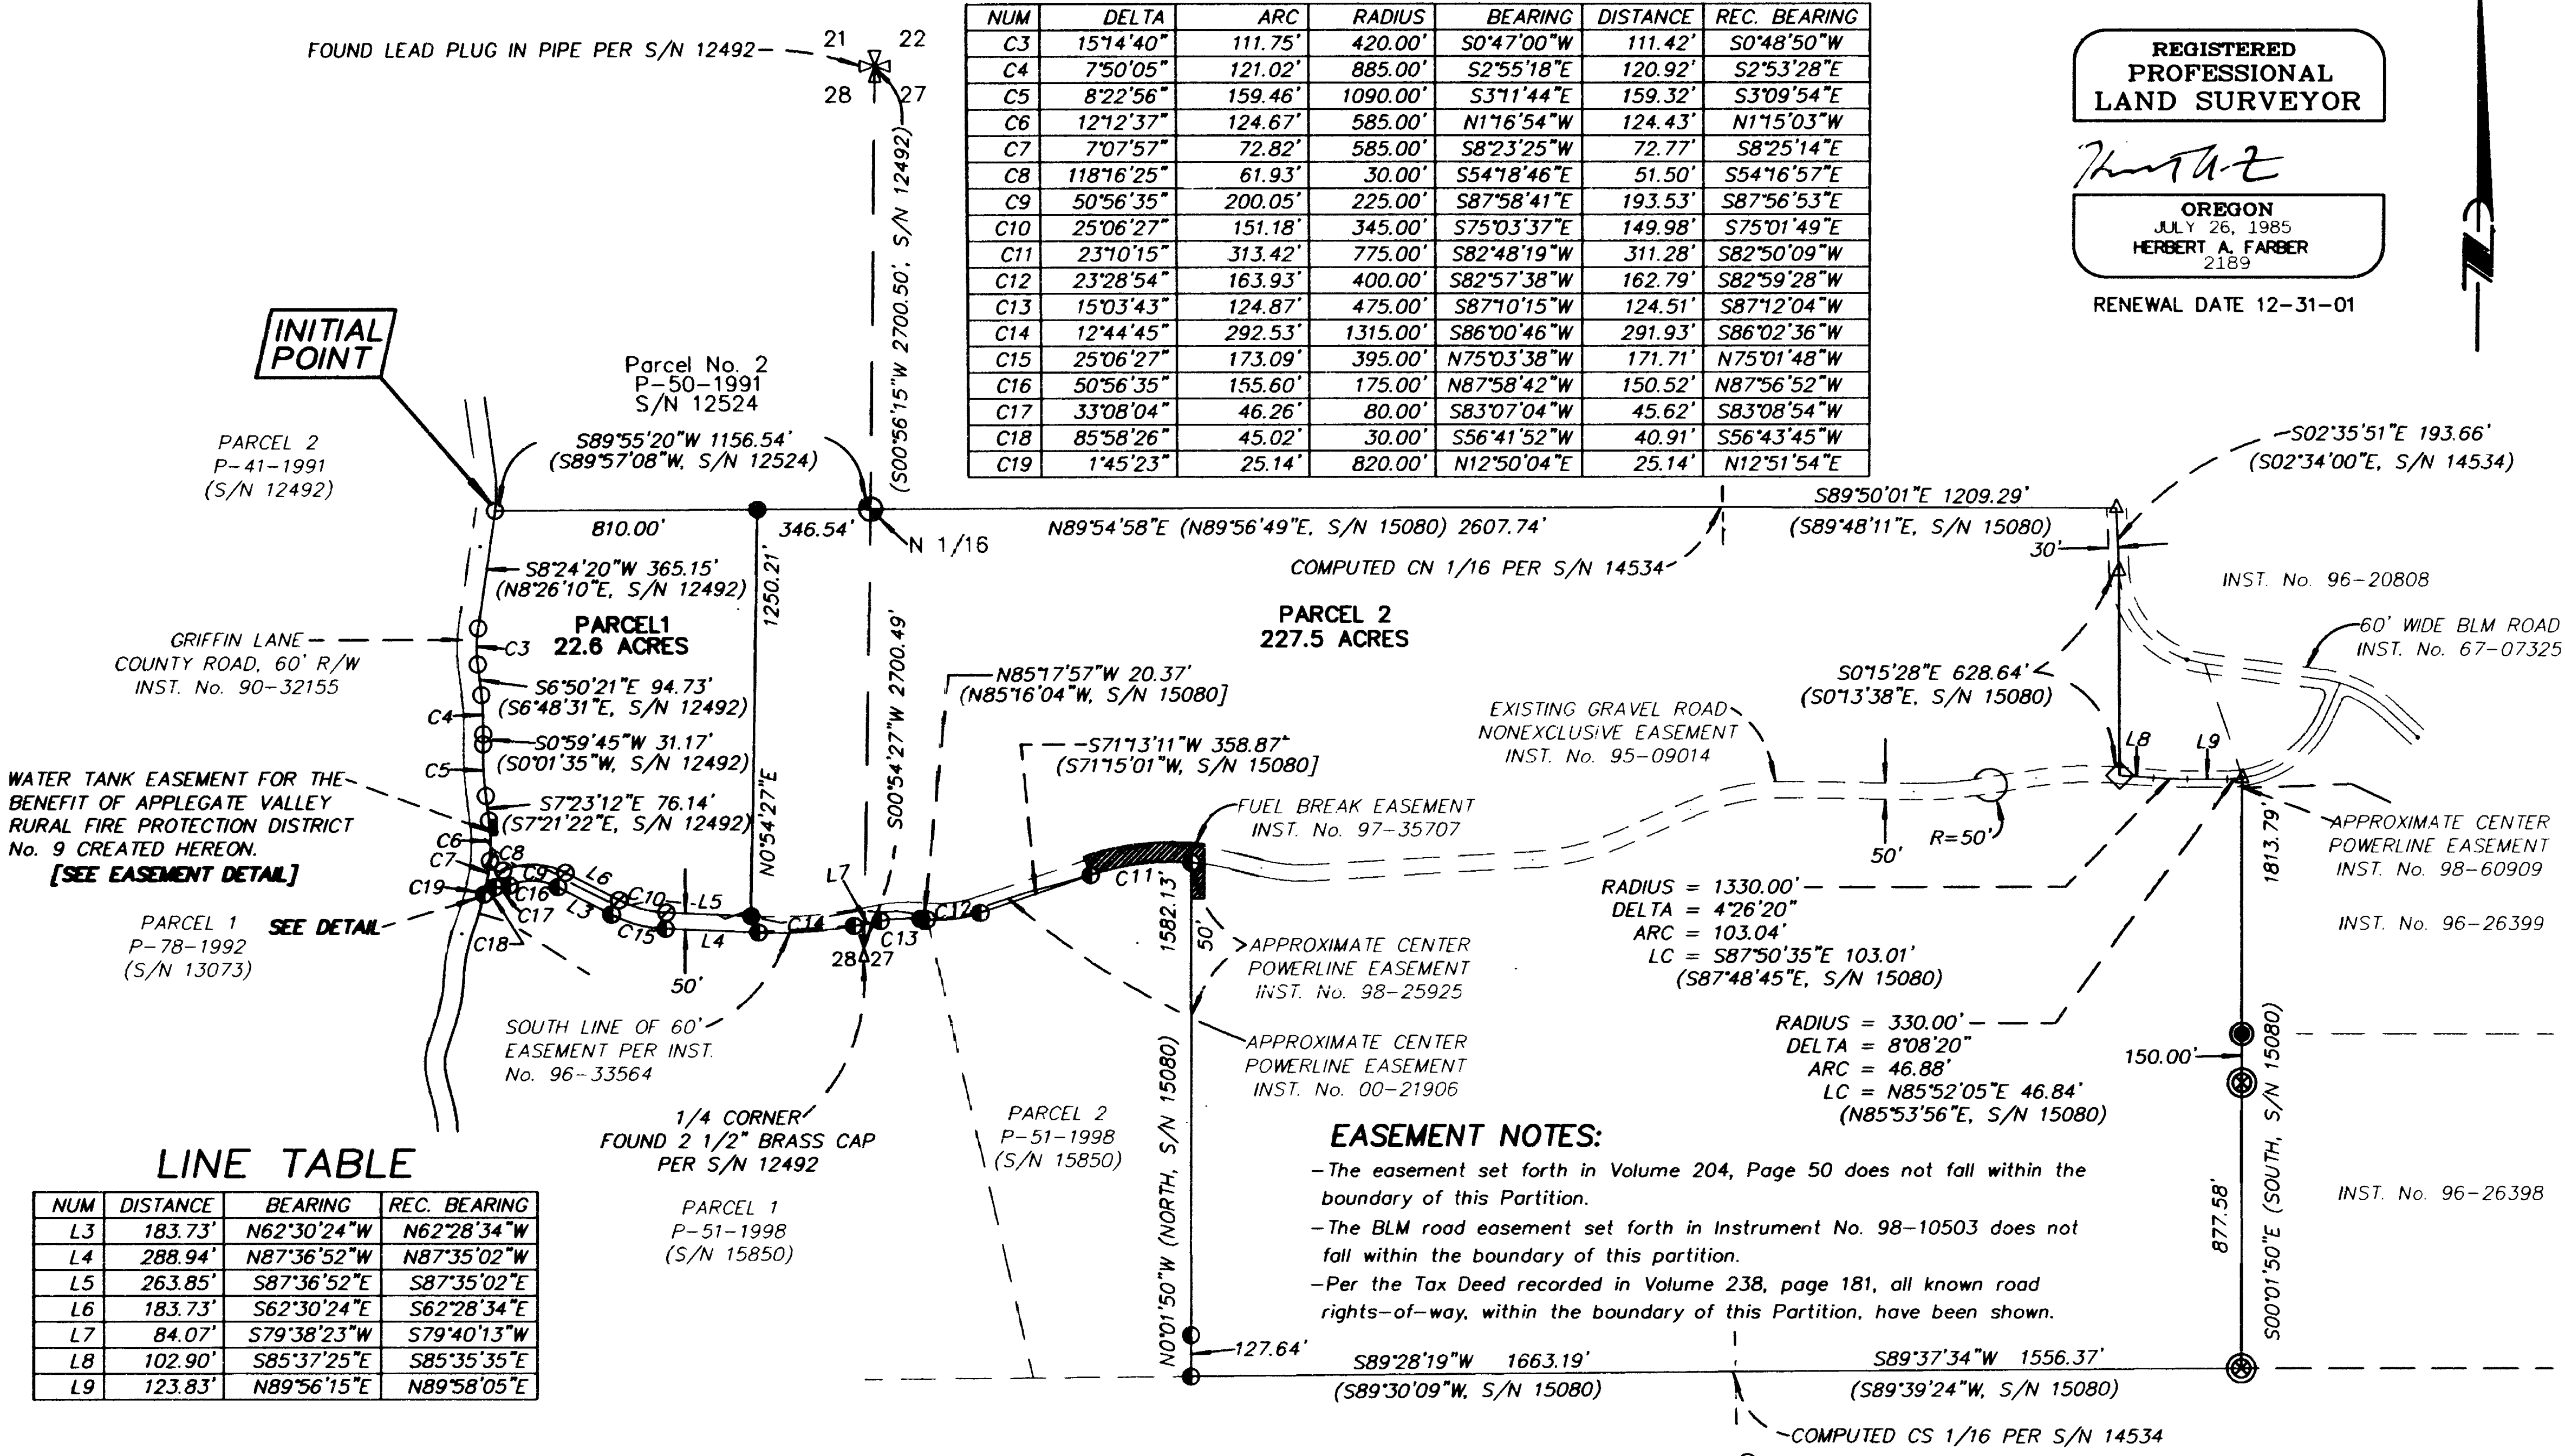 NUM DELTA ARC RADIUS BEARING DISTANCE REC. BEARING
C3 15°14'40" 111.75' 420.00' S0°47'00"W 111.42' S0°48'50"W
C4 7°50'05" 121.02' 885.00' S2°55'18"E 120.92' S2°53'28"E
C5 8°22'56" 159.46' 1090.00' S3°11'44"E 159.32' S3°09'54"E
C6 12°12'37" 124.67' 585.00' N1°16'54"W 124.43' N1°15'03"W
C7 7°07'57" 72.82' 585.00' S8°23'25"W 72.77' S8°25'14"E
C8 118°16'25" 61.93' 30.00' S54°18'46"E 51.50' S54°16'57"E
C9 50°56'35" 200.05' 225.00' S87°58'41"E 193.53' S87°56'53"E
C10 25°06'27" 151.18' 345.00' S75°03'37"E 149.98' S75°01'49"E
C11 23°10'15" 313.42' 775.00' S82°48'19"W 311.28' S82°50'09"W
C12 23°28'54" 163.93' 400.00' S82°57'38"W 162.79' S82°59'28"W
C13 15°03'43" 124.87' 475.00' S87°10'15"W 124.51' S87°12'04"W
C14 12°44'45" 292.53' 1315.00' S86°00'46"W 291.93' S86°02'36"W
C15 25°06'27" 173.09' 395.00' N75°03'38"W 171.71' N75°01'48"W
C16 50°56'35" 155.60' 175.00' N87°58'42"W 150.52' N87°56'52"W
C17 33°08'04" 46.26' 80.00' S83°07'04"W 45.62' S83°08'54"W
C18 85°58'26" 45.02' 30.00' S56°41'52"W 40.91' S56°43'45"W
C19 1°45'23" 25.14' 820.00' N12°50'04"E 25.14' N12°51'54"E
REGISTERED
PROFESSIONAL
LAND SURVEYOR
OREGON
JULY 26, 1985
HERBERT A. FARBER
2189
RENEWAL DATE 12-31-01
N
FOUND LEAD PLUG IN PIPE PER S/N 12492
21 22
28 27
(S00°56'15"W 2700.50', S/N 12492)
INITIAL
POINT
Parcel No. 2
P-50-1991
S/N 12524
S89°55'20"W 1156.54'
(S89°57'08"W, S/N 12524)
PARCEL 2
P-41-1991
(S/N 12492)
810.00'
346.54'
N 1/16
N89°54'58"E (N89°56'49"E, S/N 15080) 2607.74'
S89°50'01"E 1209.29'
(S89°48'11"E, S/N 15080)
S02°35'51"E 193.66'
(S02°34'00"E, S/N 14534)
30'
COMPUTED CN 1/16 PER S/N 14534
INST. No. 96-20808
S8°24'20"W 365.15'
(N8°26'10"E, S/N 12492)
1250.21'
N0°54'27"E
PARCEL1
22.6 ACRES
PARCEL 2
227.5 ACRES
GRIFFIN LANE
COUNTY ROAD, 60' R/W
INST. No. 90-32155
C3
S6°50'21"E 94.73'
(S6°48'31"E, S/N 12492)
C4
S0°59'45"W 31.17'
(S0°01'35"W, S/N 12492)
C5
S7°23'12"E 76.14'
(S7°21'22"E, S/N 12492)
S00°54'27"W 2700.49'
N85°17'57"W 20.37'
(N85°16'04"W, S/N 15080]
S71°13'11"W 358.87'
(S71°15'01"W, S/N 15080]
60' WIDE BLM ROAD
INST. No. 67-07325
S0°15'28"E 628.64'
(S0°13'38"E, S/N 15080)
EXISTING GRAVEL ROAD
NONEXCLUSIVE EASEMENT
INST. No. 95-09014
WATER TANK EASEMENT FOR THE
BENEFIT OF APPLEGATE VALLEY
RURAL FIRE PROTECTION DISTRICT
No. 9 CREATED HEREON.
[SEE EASEMENT DETAIL]
C6
C7
C8
C9
L6
C10
L5
C19
C16
C17
L3
C18
C15
L4
C14
L7
C13
C12
C11
50'
28 27
SEE DETAIL
PARCEL 1
P-78-1992
(S/N 13073)
FUEL BREAK EASEMENT
INST. No. 97-35707
50'
R=50'
L8
L9
1813.79'
APPROXIMATE CENTER
POWERLINE EASEMENT
INST. No. 98-60909
INST. No. 96-26399
RADIUS = 1330.00'
DELTA = 4°26'20"
ARC = 103.04'
LC = S87°50'35"E 103.01'
(S87°48'45"E, S/N 15080)
1582.13'
50'
APPROXIMATE CENTER
POWERLINE EASEMENT
INST. No. 98-25925
SOUTH LINE OF 60'
EASEMENT PER INST.
No. 96-33564
APPROXIMATE CENTER
POWERLINE EASEMENT
INST. No. 00-21906
RADIUS = 330.00'
DELTA = 8°08'20"
ARC = 46.88'
LC = N85°52'05"E 46.84'
(N85°53'56"E, S/N 15080)
150.00'
1/4 CORNER
FOUND 2 1/2" BRASS CAP
PER S/N 12492
PARCEL 2
P-51-1998
(S/N 15850)
PARCEL 1
P-51-1998
(S/N 15850)
N0°01'50"W (NORTH, S/N 15080)
EASEMENT NOTES:
-The easement set forth in Volume 204, Page 50 does not fall within the
boundary of this Partition.
-The BLM road easement set forth in Instrument No. 98-10503 does not
fall within the boundary of this partition.
-Per the Tax Deed recorded in Volume 238, page 181, all known road
rights-of-way, within the boundary of this Partition, have been shown.
877.58'
S00°01'50"E (SOUTH, S/N 15080)
INST. No. 96-26398
127.64'
S89°28'19"W 1663.19'
(S89°30'09"W, S/N 15080)
S89°37'34"W 1556.37'
(S89°39'24"W, S/N 15080)
COMPUTED CS 1/16 PER S/N 14534
LINE TABLE
NUM DISTANCE BEARING REC. BEARING
L3 183.73' N62°30'24"W N62°28'34"W
L4 288.94' N87°36'52"W N87°35'02"W
L5 263.85' S87°36'52"E S87°35'02"E
L6 183.73' S62°30'24"E S62°28'34"E
L7 84.07' S79°38'23"W S79°40'13"W
L8 102.90' S85°37'25"E S85°35'35"E
L9 123.83' N89°56'15"E N89°58'05"E